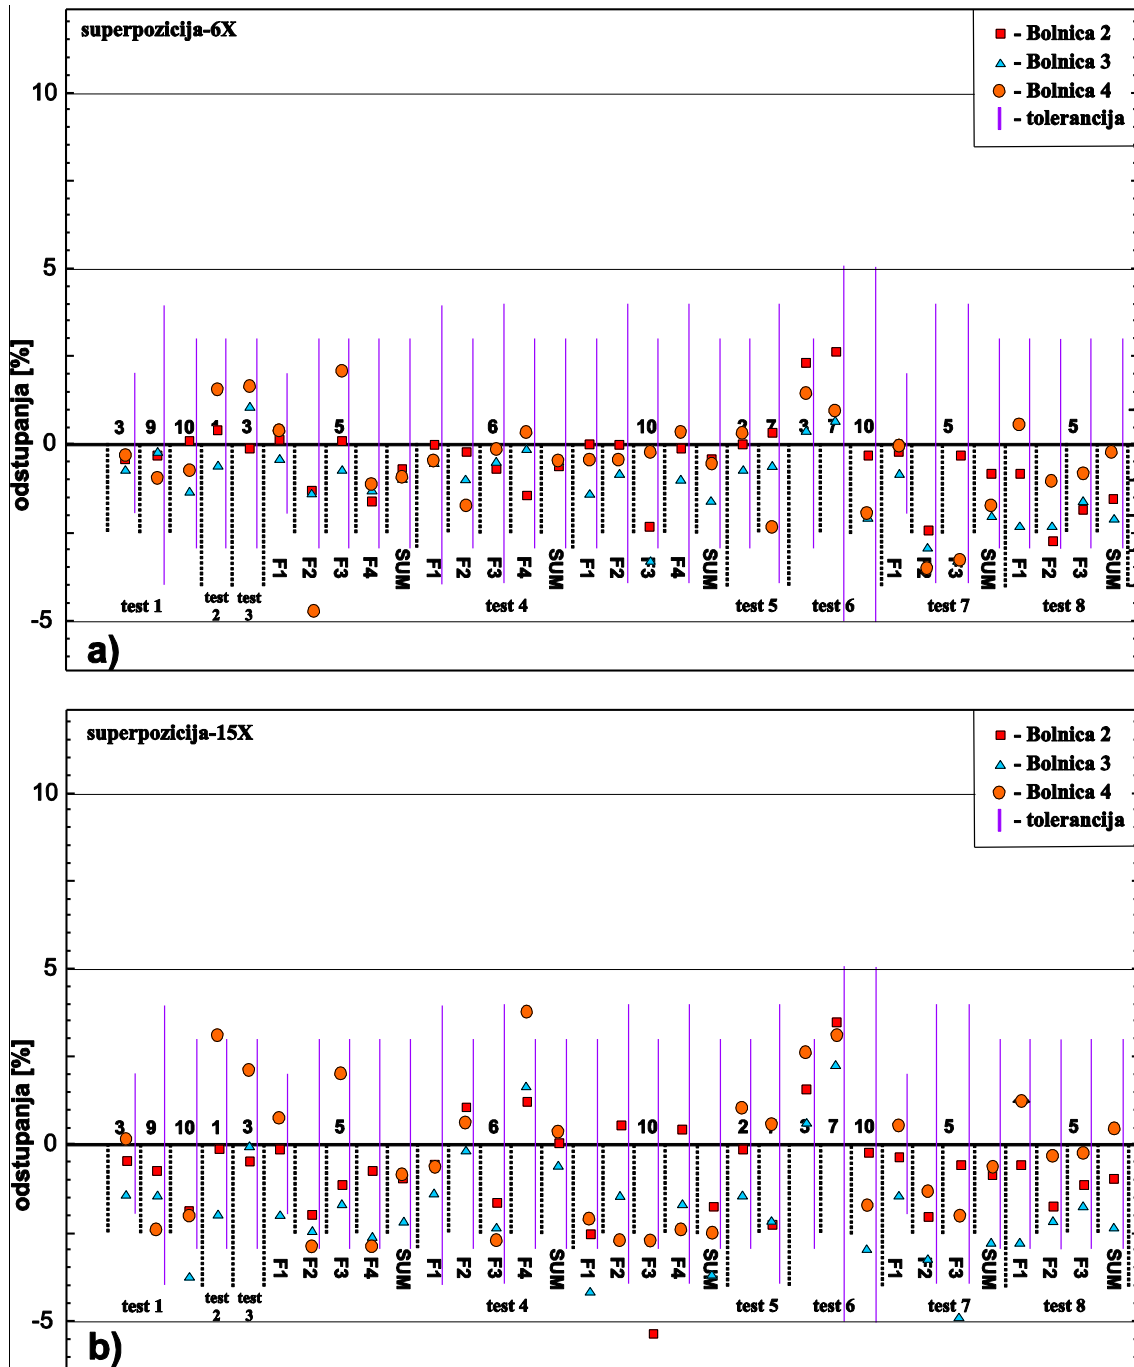 superpozicija-6X
- Bolnica 2
- Bolnica 3
- Bolnica 4
- tolerancija
10
5
0
-5
odstupanja [%]
3 9 10 1 3 5 6 10 2 7 3 7 10 5 5
F1 F2 F3 F4 SUM F1 F2 F3 F4 SUM F1 F2 F3 F4 SUM F1 F2 F3 SUM F1 F2 F3 SUM
test 1 test 2 test 3 test 4 test 5 test 6 test 7 test 8
a)
superpozicija-15X
- Bolnica 2
- Bolnica 3
- Bolnica 4
- tolerancija
10
5
0
-5
odstupanja [%]
3 9 10 1 3 5 6 10 2 3 7 10 5 5
F1 F2 F3 F4 SUM F1 F2 F3 F4 SUM F1 F2 F3 F4 SUM F1 F2 F3 SUM F1 F2 F3 SUM
test 1 test 2 test 3 test 4 test 5 test 6 test 7 test 8
b)